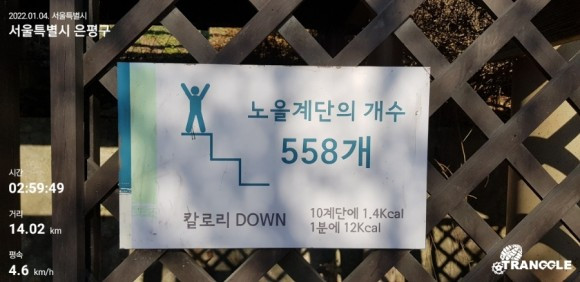 2022.01.04. 서울특별시
서울특별시 은평구
노을계단의 개수
558개
칼로리 DOWN
10계단에 1.4Kcal
1분에 12Kcal
시간
02:59:49
거리
14.02 km
평속
4.6 km/h
TRANGGLE